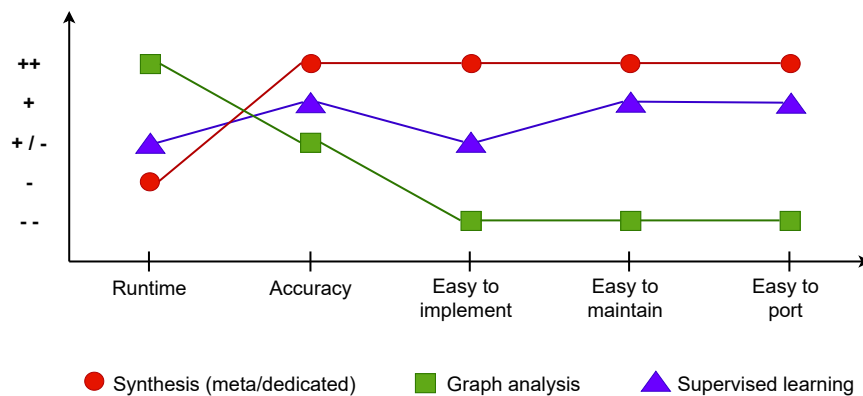 ++
+
+ / -
-
- -
Runtime
Accuracy
Easy to
implement
Easy to
maintain
Easy to
port
Synthesis (meta/dedicated)
Graph analysis
Supervised learning